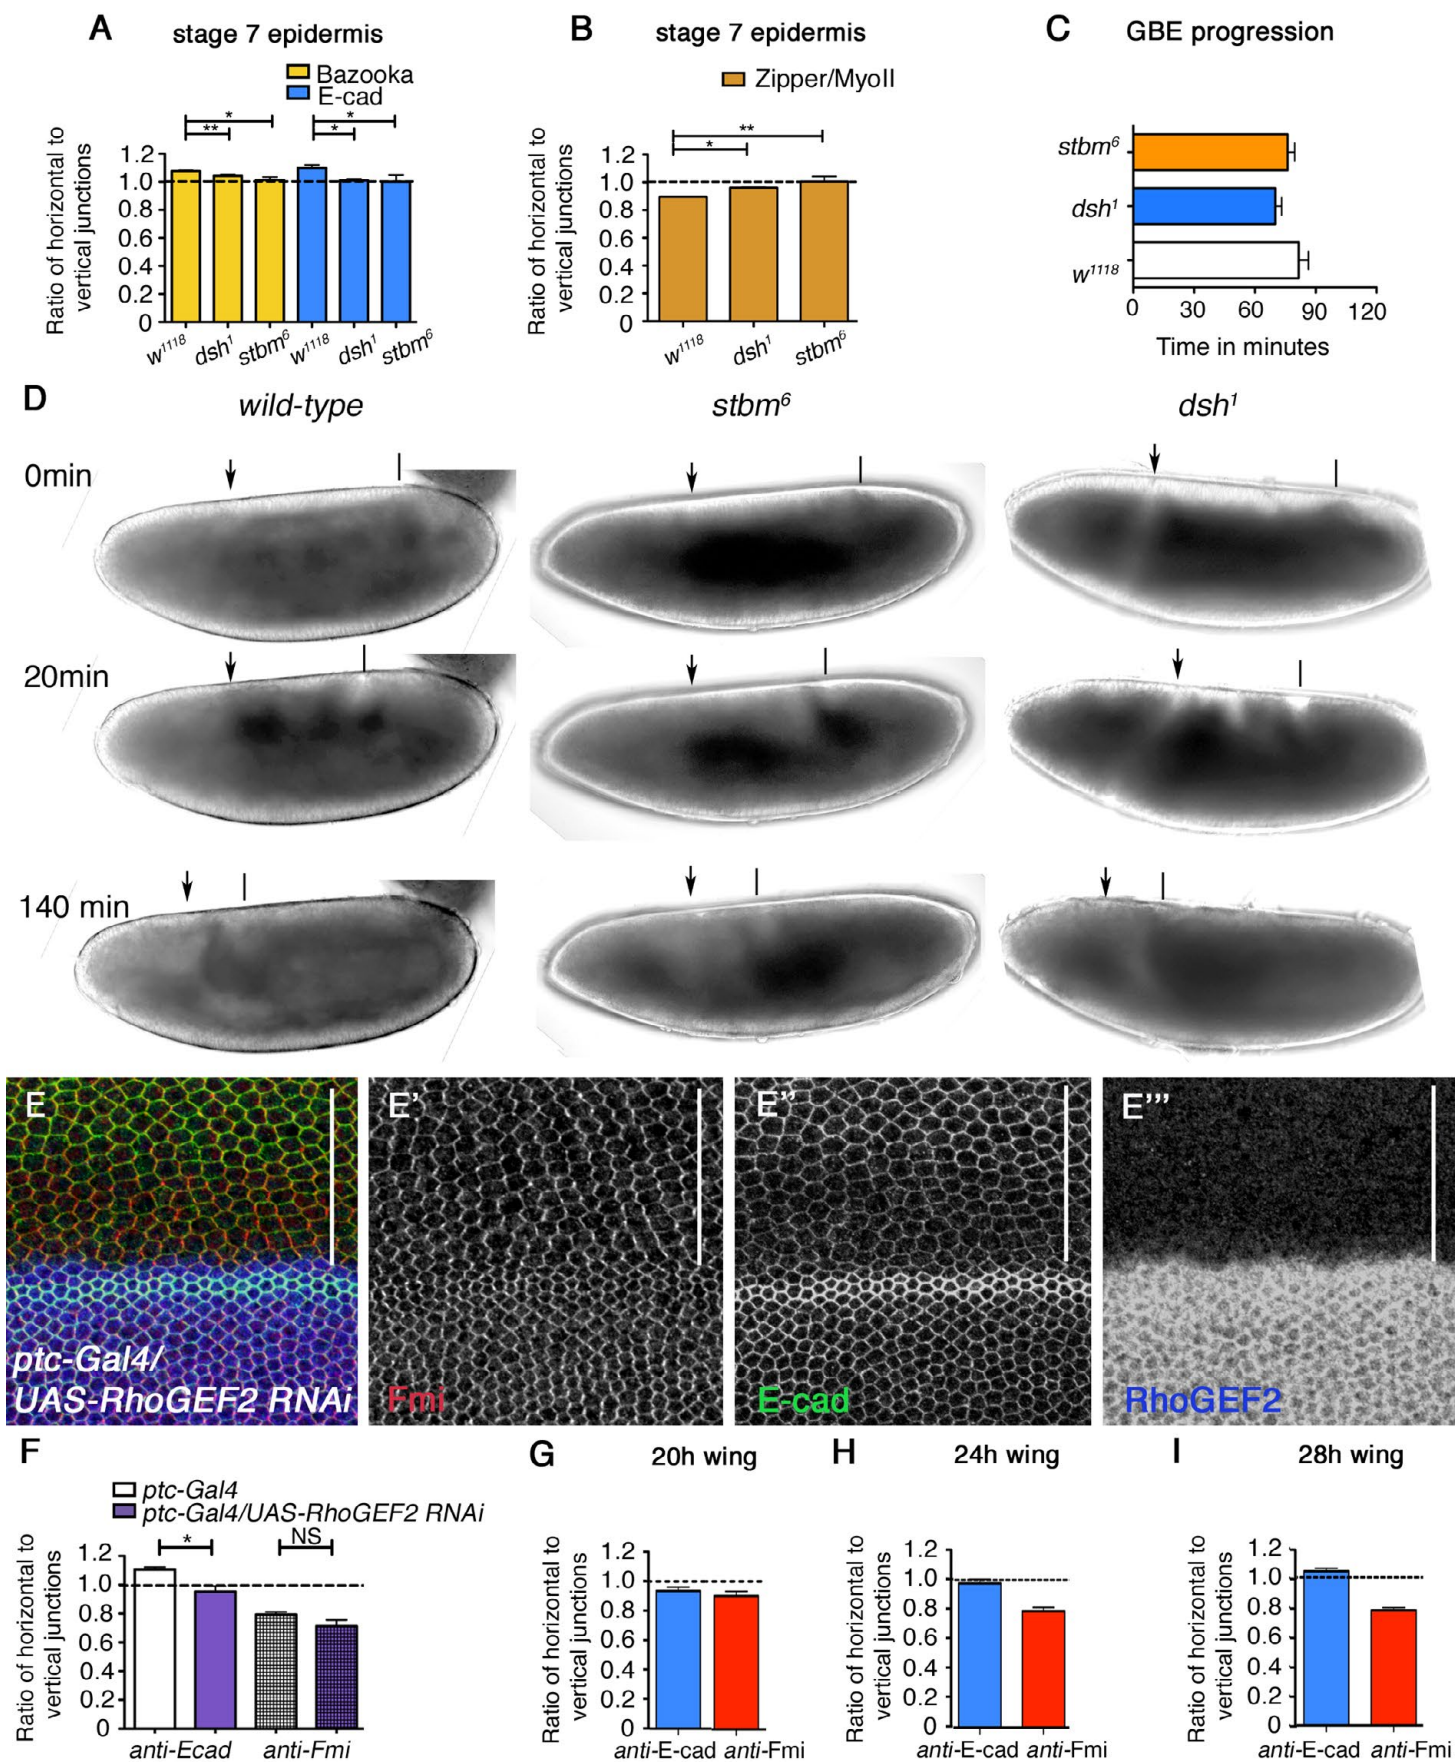 A stage 7 epidermis
Bazooka
E-cad
* *
** *
Ratio of horizontal to
vertical junctions
1.2
1.0
0.8
0.6
0.4
0.2
0
w1118 dsh1 stbm6 w1118 dsh1 stbm6
B stage 7 epidermis
Zipper/MyoII
**
*
Ratio of horizontal to
vertical junctions
1.2
1.0
0.8
0.6
0.4
0.2
0
w1118 dsh1 stbm6
C GBE progression
stbm6
dsh1
w1118
0 30 60 90 120
Time in minutes
D wild-type stbm6 dsh1
0min
20min
140 min
E E' E'' E'''
ptc-Gal4/
UAS-RhoGEF2 RNAi Fmi E-cad RhoGEF2
F
ptc-Gal4
ptc-Gal4/UAS-RhoGEF2 RNAi
* NS
Ratio of horizontal to
vertical junctions
1.2
1.0
0.8
0.6
0.4
0.2
0
anti-Ecad anti-Fmi
G 20h wing
Ratio of horizontal to
vertical junctions
1.2
1.0
0.8
0.6
0.4
0.2
0
anti-E-cad anti-Fmi
H 24h wing
Ratio of horizontal to
vertical junctions
1.2
1.0
0.8
0.6
0.4
0.2
0
anti-E-cad anti-Fmi
I 28h wing
Ratio of horizontal to
vertical junctions
1.2
1.0
0.8
0.6
0.4
0.2
0
anti-E-cad anti-Fmi